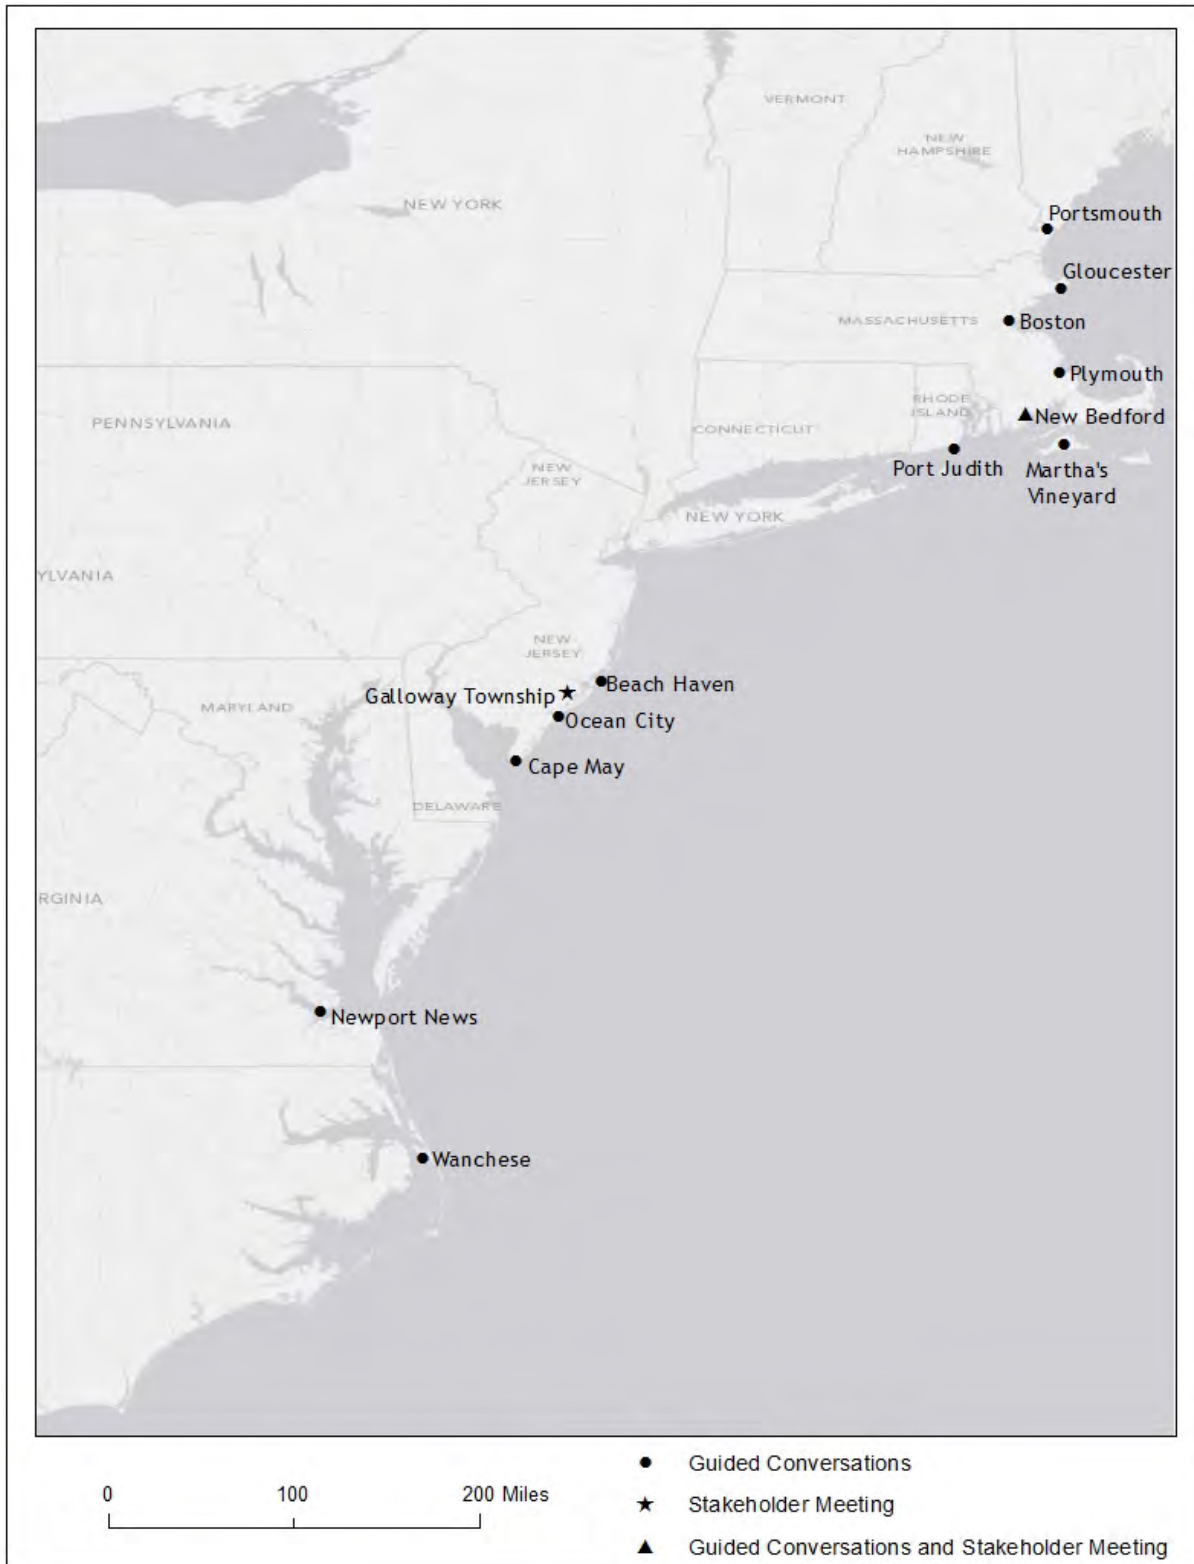 VERMONT
NEW
HAMPSHIRE
NEW YORK
Portsmouth
Gloucester
MASSACHUSETTS
Boston
Plymouth
RHODE
ISLAND
New Bedford
PENNSYLVANIA
CONNECTICUT
Port Judith
Martha's
Vineyard
NEW
JERSEY
NEW YORK
YLVANIA
NEW
JERSEY
Beach Haven
Galloway Township
MARYLAND
Ocean City
Cape May
DELAWARE
RGINIA
Newport News
Wanchese
Guided Conversations
0 100 200 Miles
Stakeholder Meeting
Guided Conversations and Stakeholder Meeting